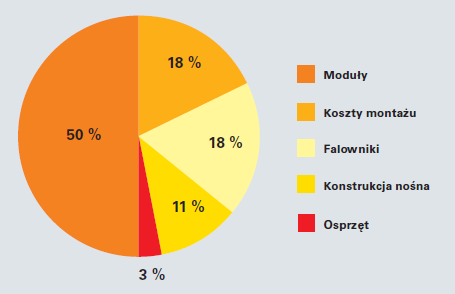 18 %
50 %
18 %
11 %
3 %
Moduły
Koszty montażu
Falowniki
Konstrukcja nośna
Osprzęt